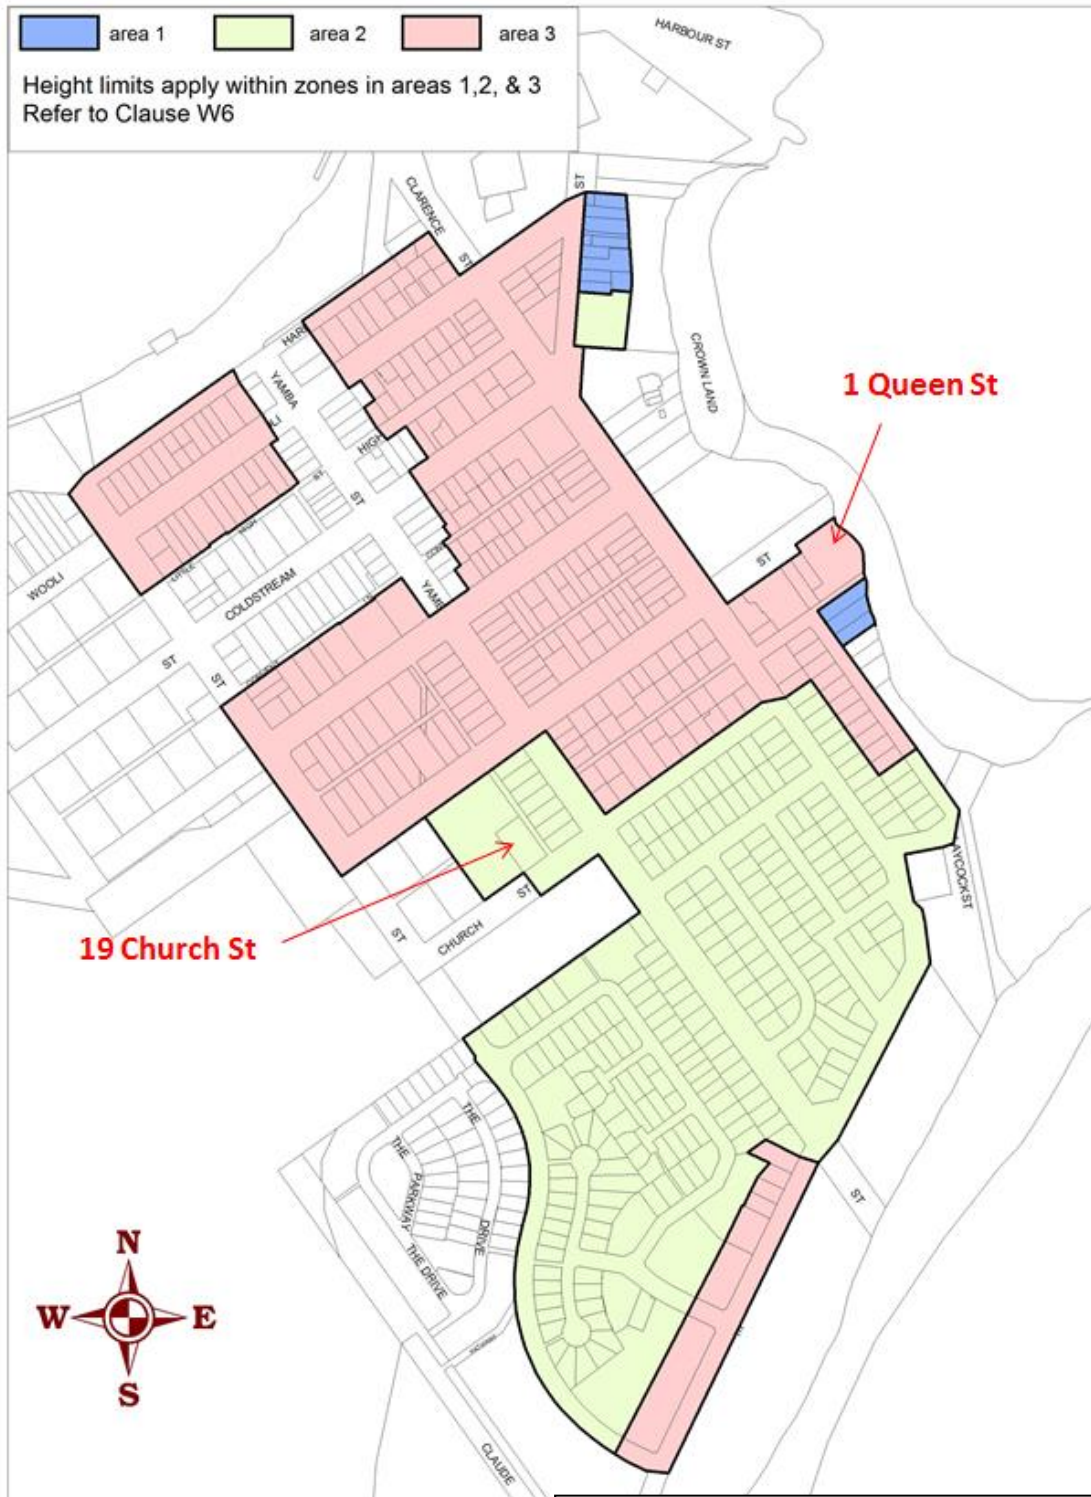 area 1
area 2
area 3
Height limits apply within zones in areas 1,2, & 3
Refer to Clause W6
HARBOUR ST
ST
CLARENCE
ST
YAMBA
HIGH
ST
ST
CROWN LAND
1 Queen St
ST
WOOLI
COLDSTREAM
ST
ST
19 Church St
CHURCH
ST
ST
THE
THE
PARKWAY
DRIVE
THE DRIVE
ST
CLAUDE
N
W
E
S